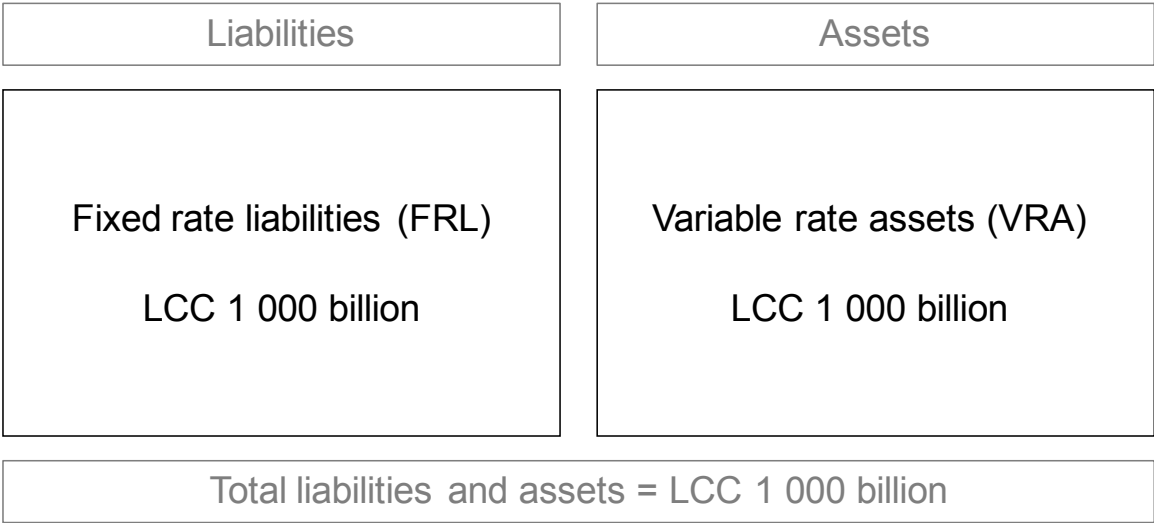 Liabilities
Assets
Fixed rate liabilities (FRL)
LCC 1 000 billion
Variable rate assets (VRA)
LCC 1 000 billion
Total liabilities and assets = LCC 1 000 billion